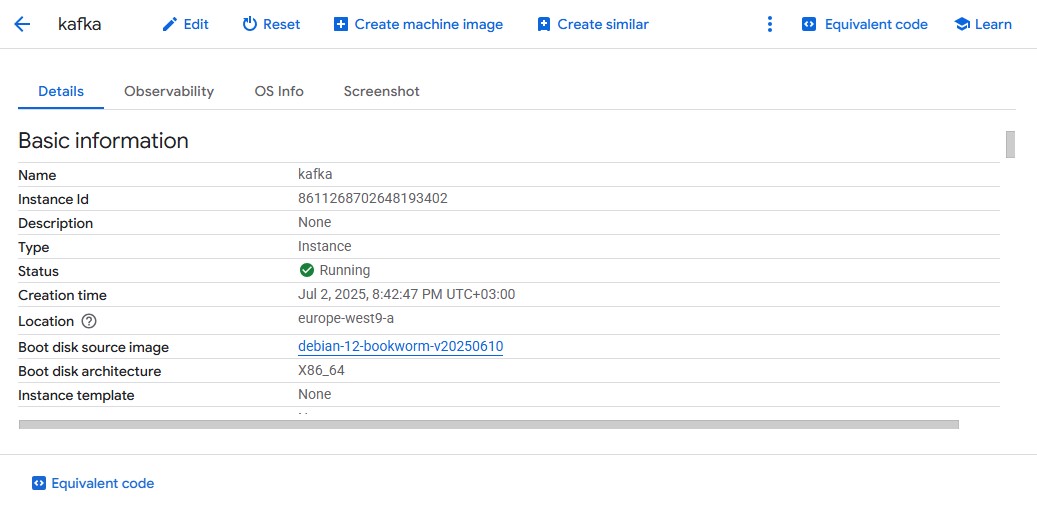 kafka Edit Reset Create machine image Create similar Equivalent code Learn
Details Observability OS Info Screenshot
Basic information
Name kafka
Instance Id 8611268702648193402
Description None
Type Instance
Status Running
Creation time Jul 2, 2025, 8:42:47 PM UTC+03:00
Location europe-west9-a
Boot disk source image debian-12-bookworm-v20250610
Boot disk architecture X86_64
Instance template None
Equivalent code